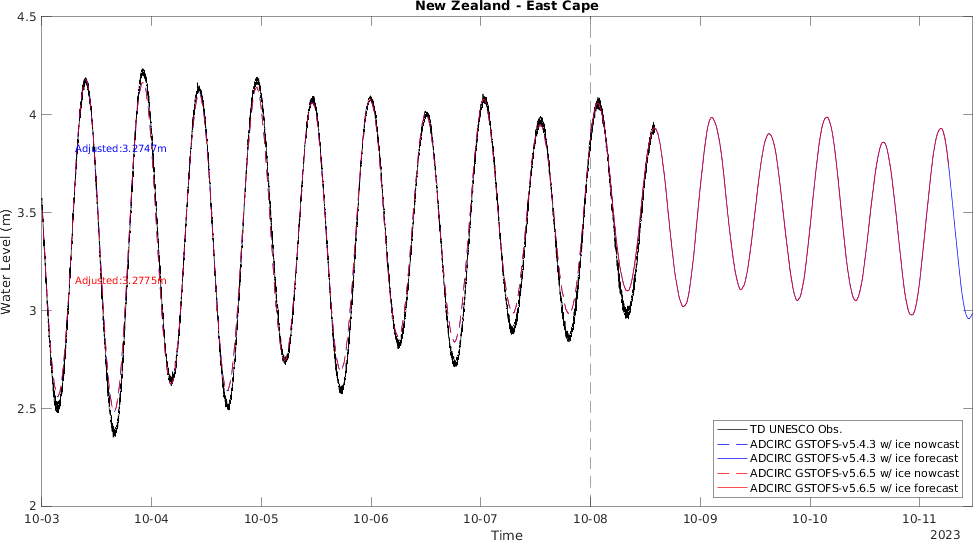 New Zealand - East Cape
4.5
4
3.5
3
2.5
2
Water Level (m)
Adjusted:3.2747m
Adjusted:3.2775m
TD UNESCO Obs.
ADCIRC GSTOFS-v5.4.3 w/ ice nowcast
ADCIRC GSTOFS-v5.4.3 w/ ice forecast
ADCIRC GSTOFS-v5.6.5 w/ ice nowcast
ADCIRC GSTOFS-v5.6.5 w/ ice forecast
10-03 10-04 10-05 10-06 10-07 10-08 10-09 10-10 10-11
Time
2023